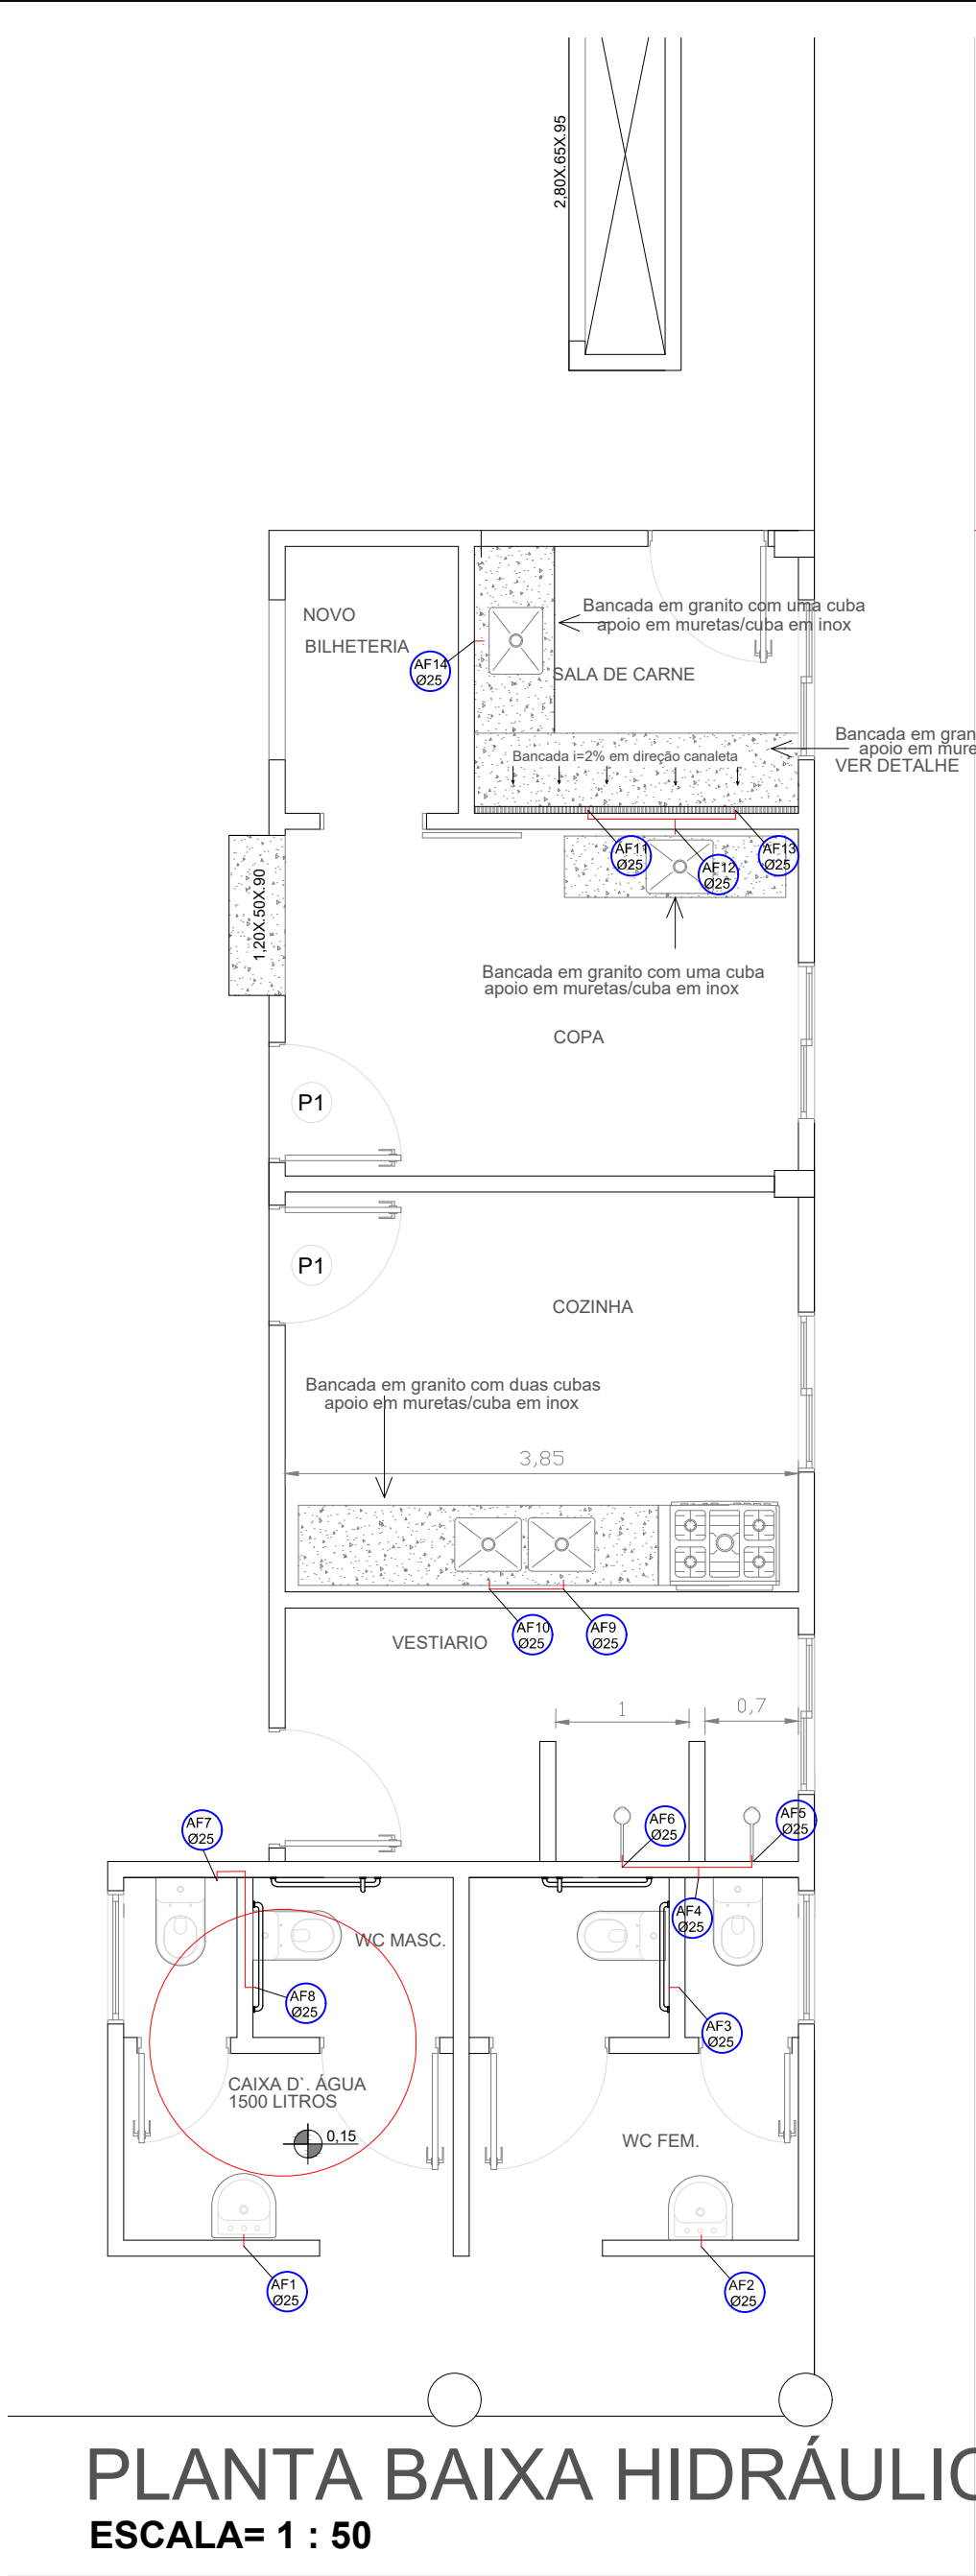 2,80X.65X.95
NOVO
BILHETERIA
Bancada em granito com uma cuba
apoio em muretas/cuba em inox
AF14
Ø25
SALA DE CARNE
Bancada em gran
apoio em mure
VER DETALHE
Bancada i=2% em direção canaleta
AF11
Ø25
AF12
Ø25
AF13
Ø25
1,20X.50X.90
Bancada em granito com uma cuba
apoio em muretas/cuba em inox
COPA
P1
P1
COZINHA
Bancada em granito com duas cubas
apoio em muretas/cuba em inox
3,85
AF10
Ø25
AF9
Ø25
VESTIARIO
1
0,7
AF7
Ø25
AF6
Ø25
AF5
Ø25
AF4
Ø25
WC MASC.
AF8
Ø25
AF3
Ø25
CAIXA D`. ÁGUA
1500 LITROS
0,15
WC FEM.
AF1
Ø25
AF2
Ø25
PLANTA BAIXA HIDRÁULIC
ESCALA= 1 : 50